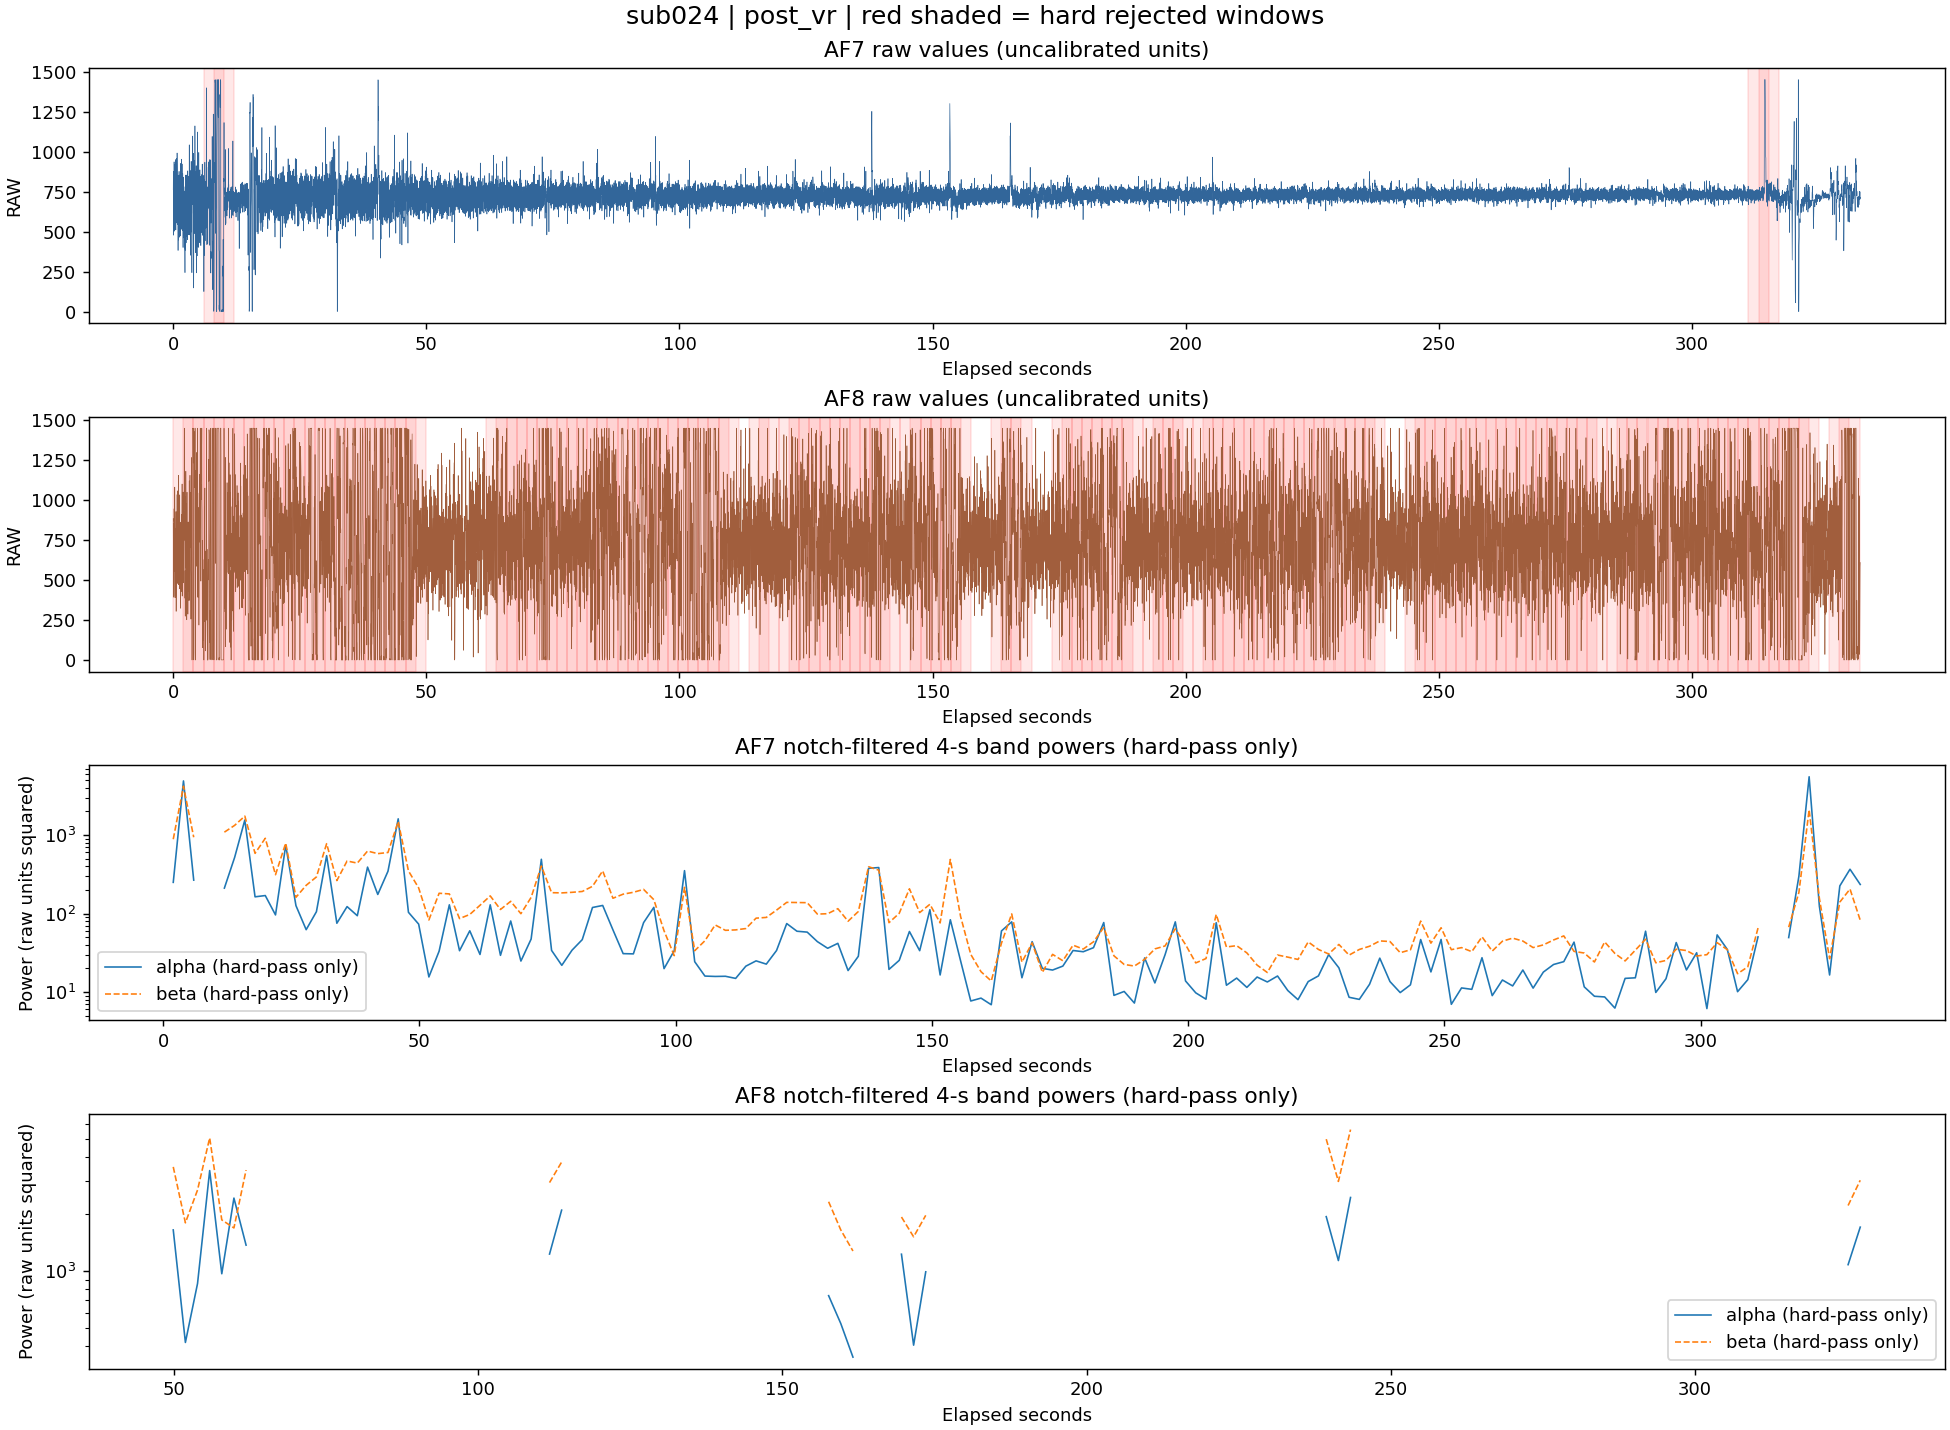 sub024 | post_vr | red shaded = hard rejected windows
AF7 raw values (uncalibrated units)
1500
1250
1000
750
500
250
0
RAW
0 50 100 150 200 250 300
Elapsed seconds
AF8 raw values (uncalibrated units)
1500
1250
1000
750
500
250
0
RAW
0 50 100 150 200 250 300
Elapsed seconds
AF7 notch-filtered 4-s band powers (hard-pass only)
10³
10²
10¹
Power (raw units squared)
alpha (hard-pass only)
beta (hard-pass only)
0 50 100 150 200 250 300
Elapsed seconds
AF8 notch-filtered 4-s band powers (hard-pass only)
10³
Power (raw units squared)
alpha (hard-pass only)
beta (hard-pass only)
50 100 150 200 250 300
Elapsed seconds